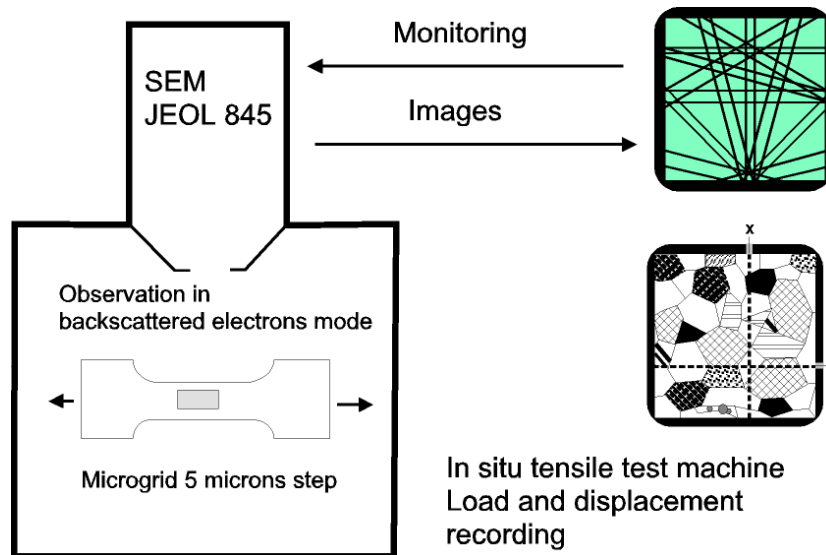 SEM
JEOL 845
Monitoring
Images
x
Observation in
backscattered electrons mode
Microgrid 5 microns step
In situ tensile test machine
Load and displacement
recording